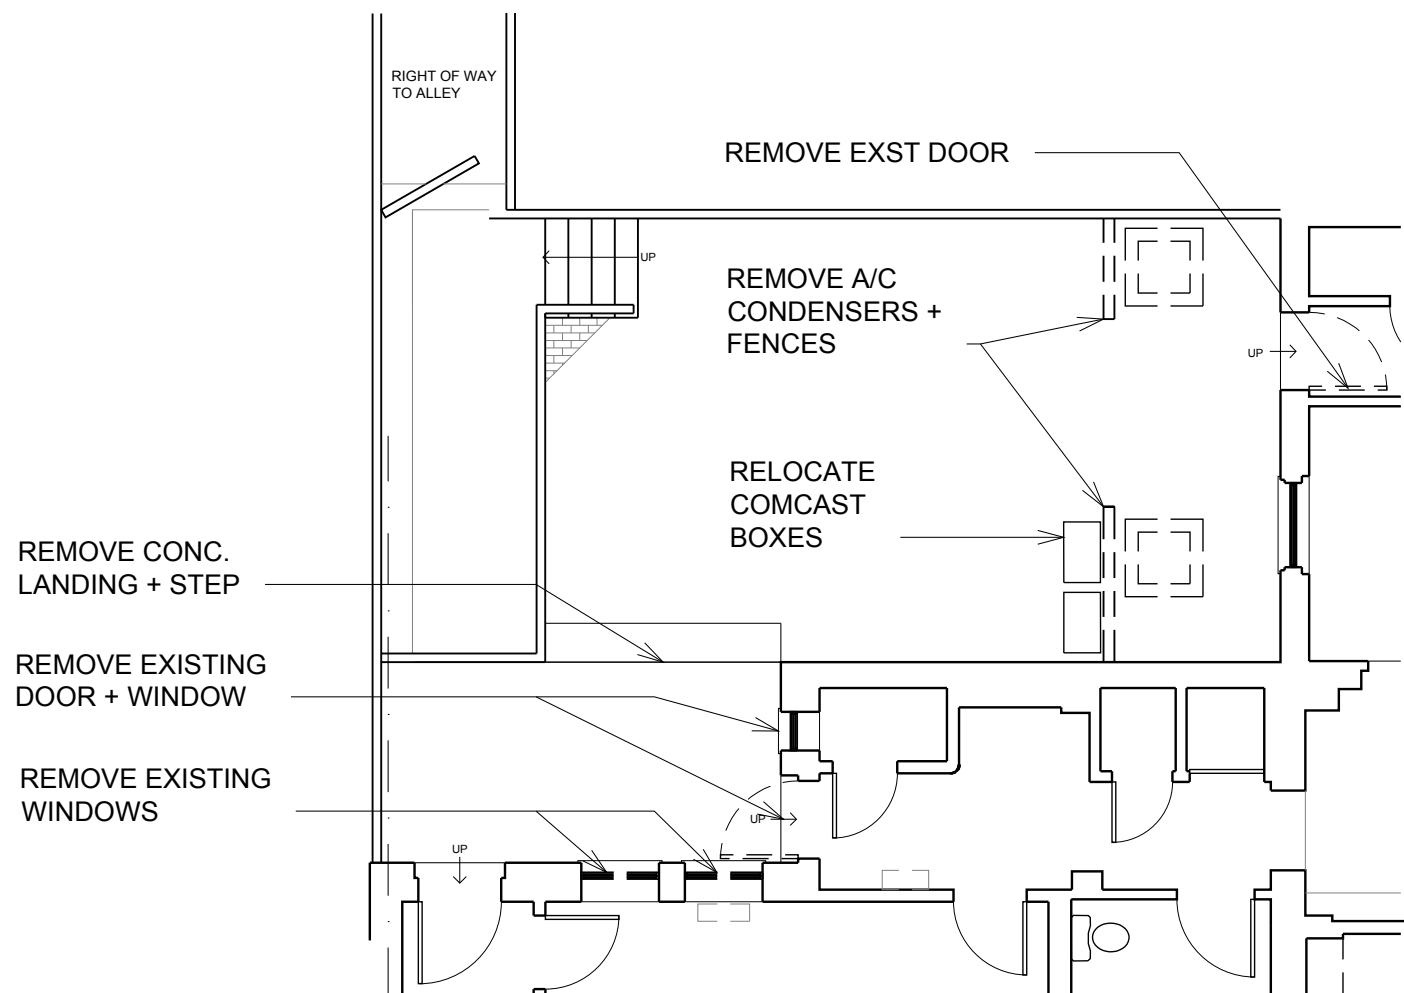 RIGHT OF WAY
TO ALLEY
REMOVE EXST DOOR
UP
REMOVE A/C
CONDENSERS +
FENCES
UP
RELOCATE
COMCAST
BOXES
REMOVE CONC.
LANDING + STEP
REMOVE EXISTING
DOOR + WINDOW
REMOVE EXISTING
WINDOWS
UP
UP